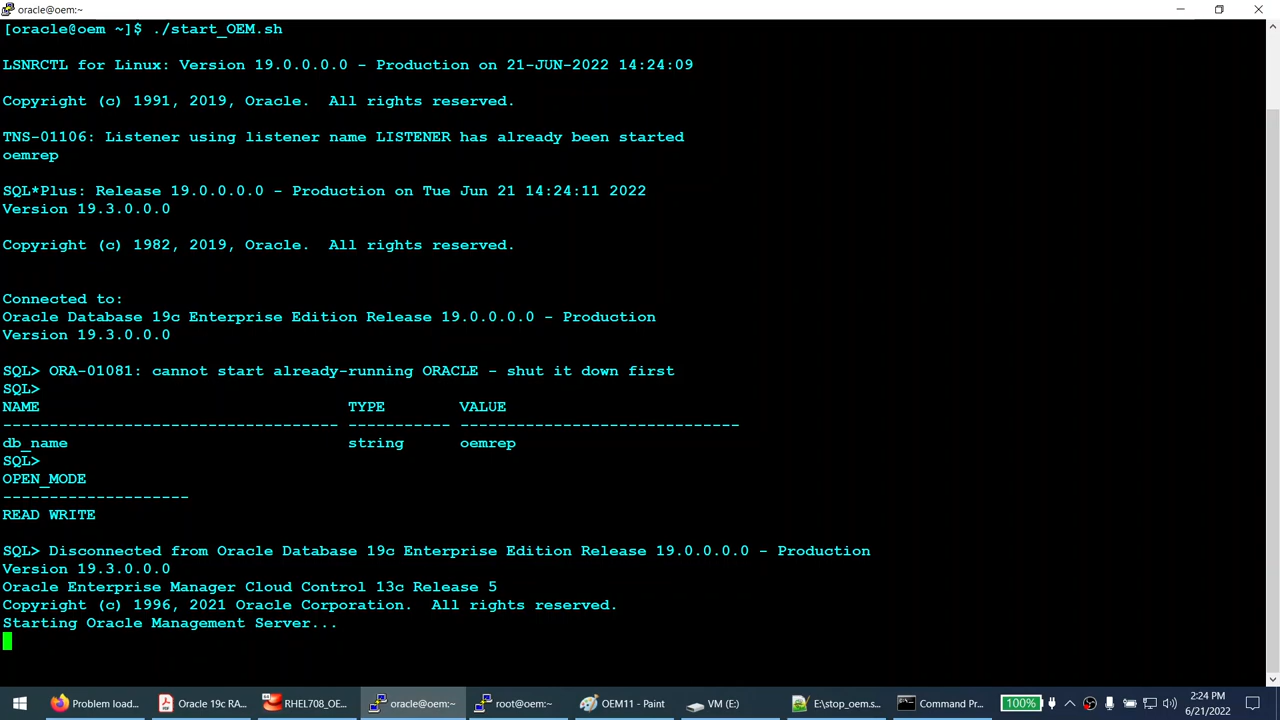 oracle@oem:~
[oracle@oem ~]$ ./start_OEM.sh
LSNRCTL for Linux: Version 19.0.0.0.0 - Production on 21-JUN-2022 14:24:09
Copyright (c) 1991, 2019, Oracle.  All rights reserved.
TNS-01106: Listener using listener name LISTENER has already been started
oemrep
SQL*Plus: Release 19.0.0.0.0 - Production on Tue Jun 21 14:24:11 2022
Version 19.3.0.0.0
Copyright (c) 1982, 2019, Oracle.  All rights reserved.
Connected to:
Oracle Database 19c Enterprise Edition Release 19.0.0.0.0 - Production
Version 19.3.0.0.0
SQL> ORA-01081: cannot start already-running ORACLE - shut it down first
SQL>
NAME                                 TYPE        VALUE
------------------------------------ ----------- ------------------------------
db_name                              string      oemrep
SQL>
OPEN_MODE
--------------------
READ WRITE
SQL> Disconnected from Oracle Database 19c Enterprise Edition Release 19.0.0.0.0 - Production
Version 19.3.0.0.0
Oracle Enterprise Manager Cloud Control 13c Release 5
Copyright (c) 1996, 2021 Oracle Corporation.  All rights reserved.
Starting Oracle Management Server...
Problem load... Oracle 19c RA... RHEL708()_E... oracle@oem:~ root@oem:~ OEM11 - Paint VM (E:) E:\stop_oem.s... Command Pr... 100% 2:24 PM
6/21/2022